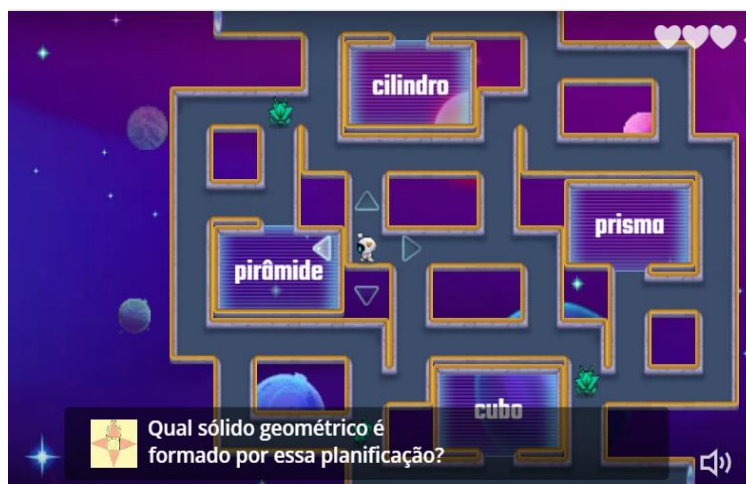 cilindro
prisma
pirâmide
cubo
Qual sólido geométrico é
formado por essa planificação?